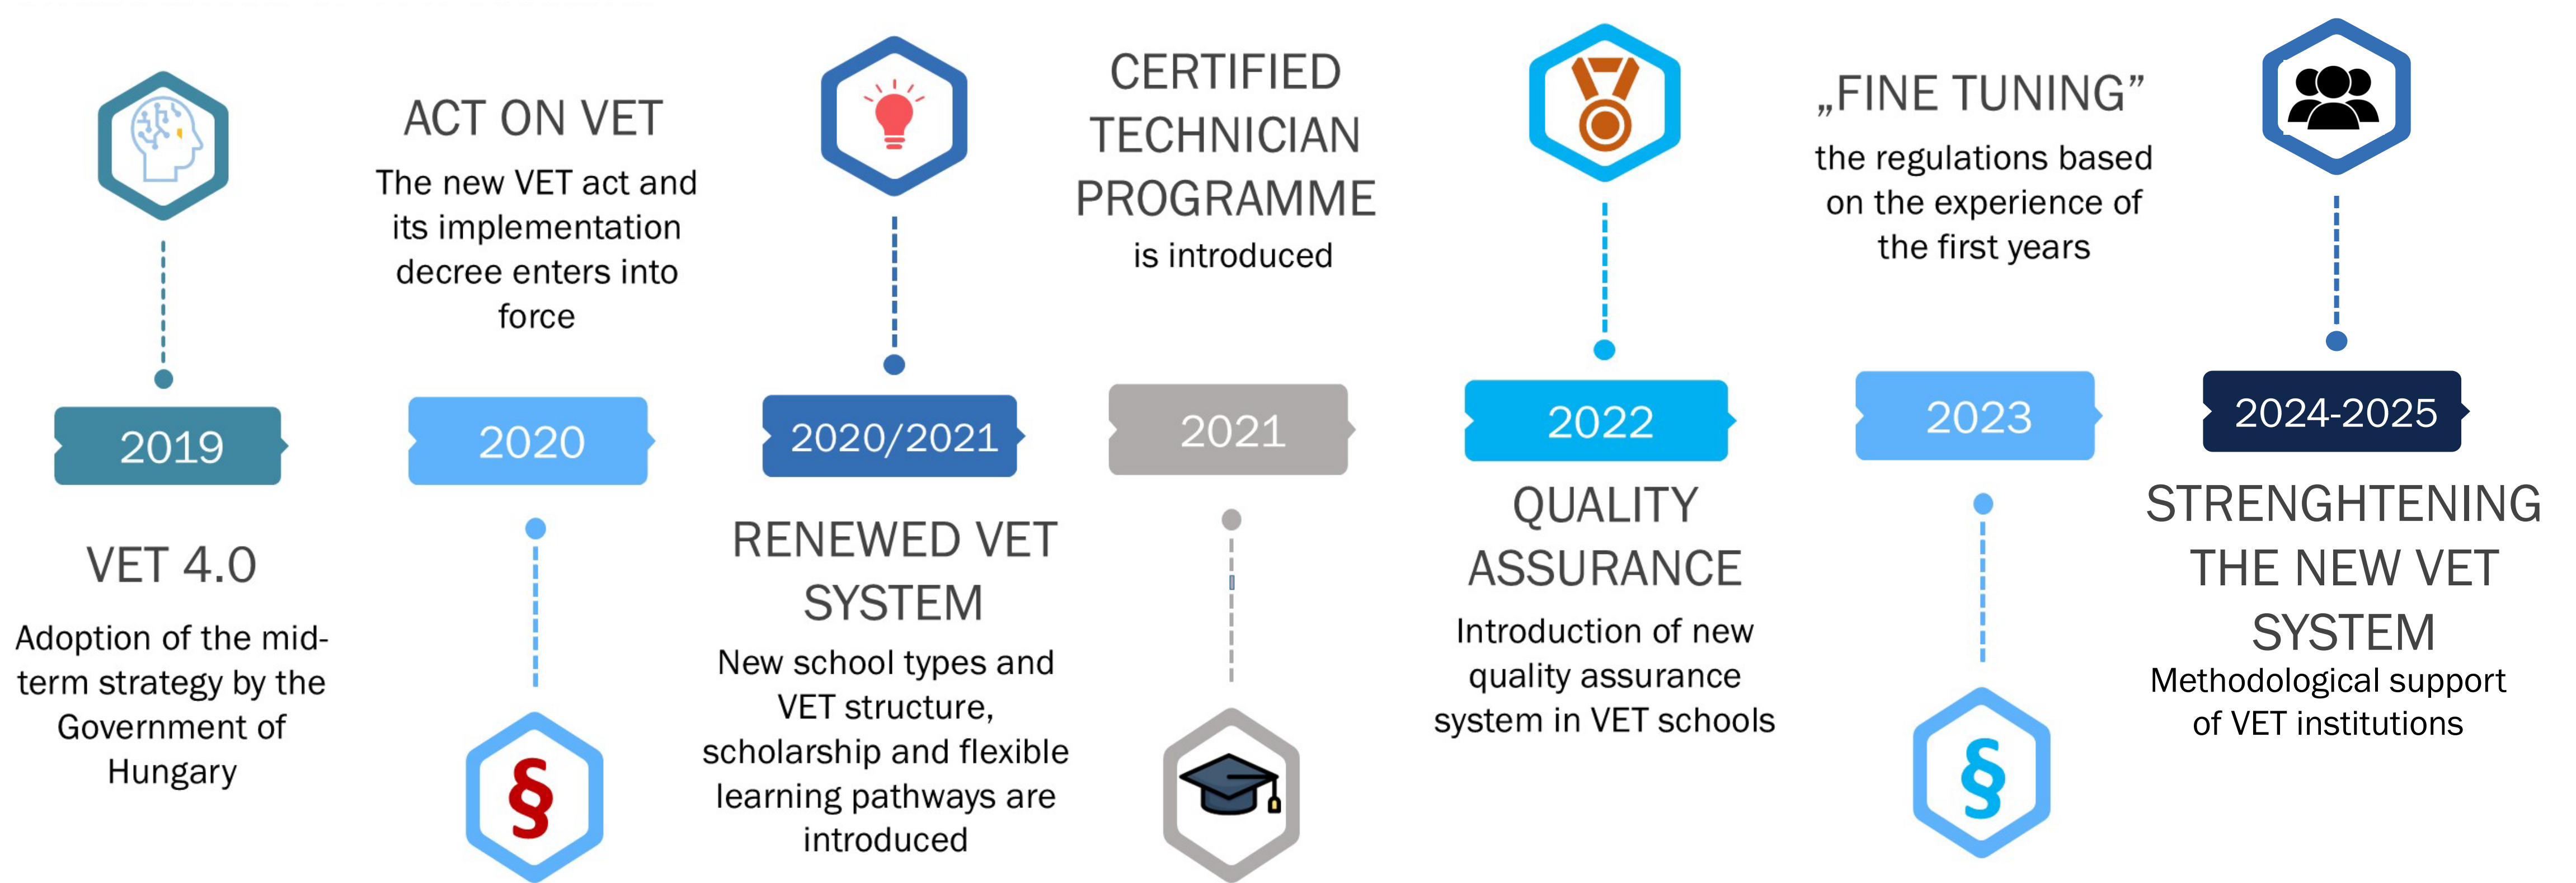 2019
VET 4.0
Adoption of the mid-
term strategy by the
Government of
Hungary
ACT ON VET
The new VET act and
its implementation
decree enters into
force
2020
§
2020/2021
RENEWED VET
SYSTEM
New school types and
VET structure,
scholarship and flexible
learning pathways are
introduced
CERTIFIED
TECHNICIAN
PROGRAMME
is introduced
2021
2022
QUALITY
ASSURANCE
Introduction of new
quality assurance
system in VET schools
„FINE TUNING”
the regulations based
on the experience of
the first years
2023
§
2024-2025
STRENGHTENING
THE NEW VET
SYSTEM
Methodological support
of VET institutions